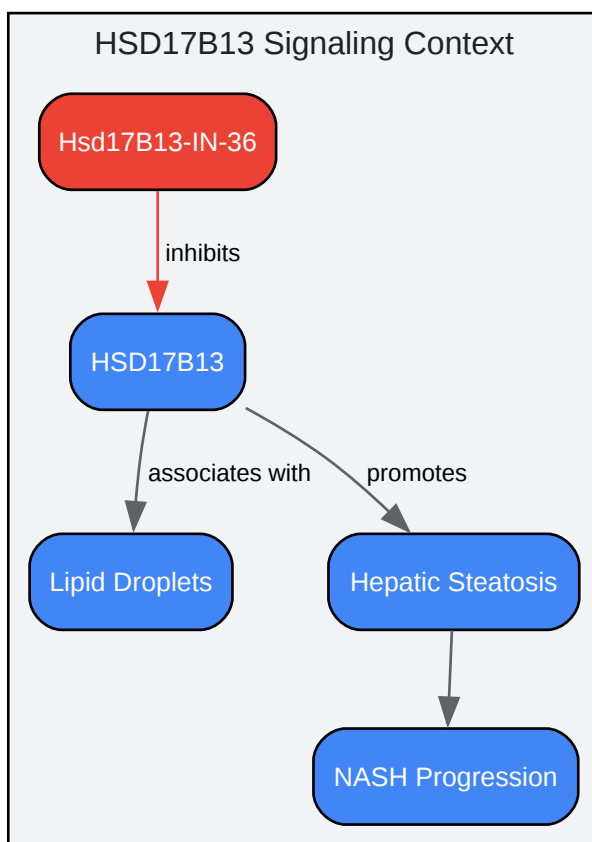 HSD17B13 Signaling Context
Hsd17B13-IN-36
inhibits
HSD17B13
associates with
promotes
Lipid Droplets
Hepatic Steatosis
NASH Progression